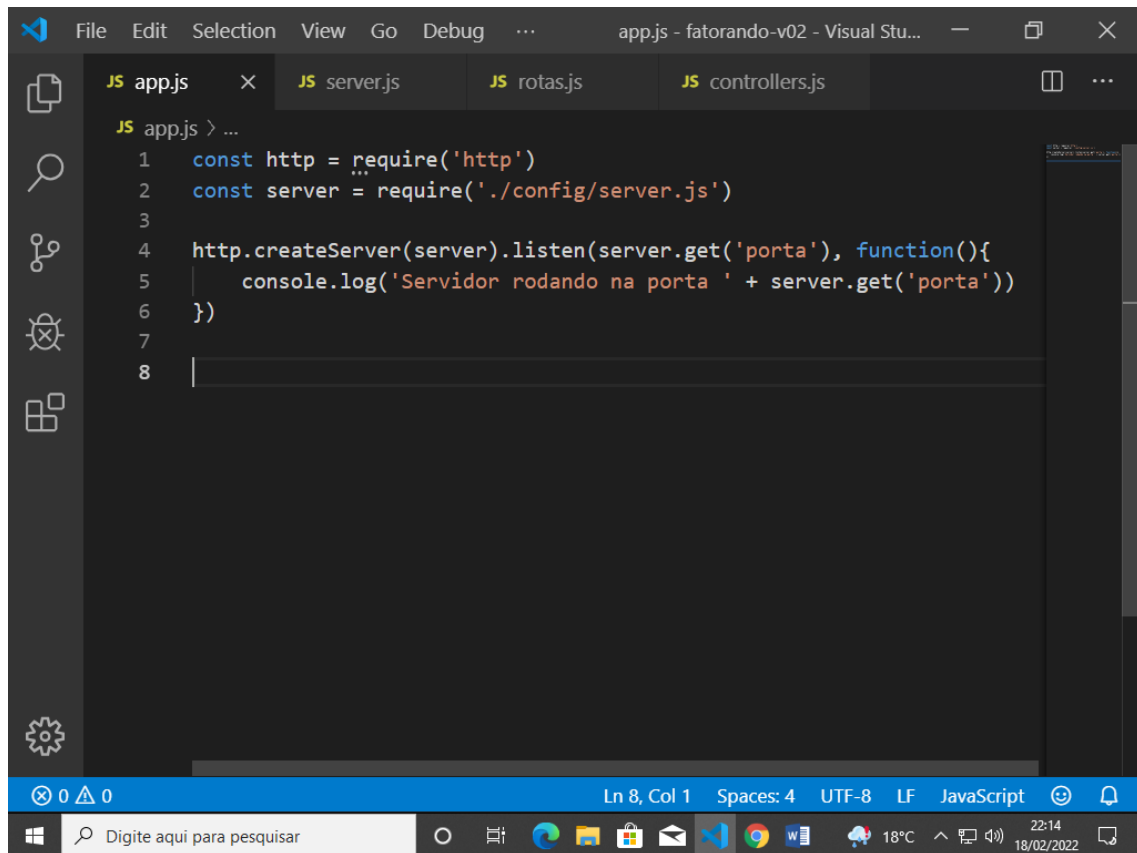 File Edit Selection View Go Debug ··· app.js - fatorando-v02 - Visual Stu...
JS app.js JS server.js JS rotas.js JS controllers.js ···
JS app.js > ...
1 const http = require('http')
2 const server = require('./config/server.js')
3
4 http.createServer(server).listen(server.get('porta'), function(){
5     console.log('Servidor rodando na porta ' + server.get('porta'))
6 })
7
8
0 0 Ln 8, Col 1 Spaces: 4 UTF-8 LF JavaScript
Digite aqui para pesquisar 18°C 22:14
18/02/2022